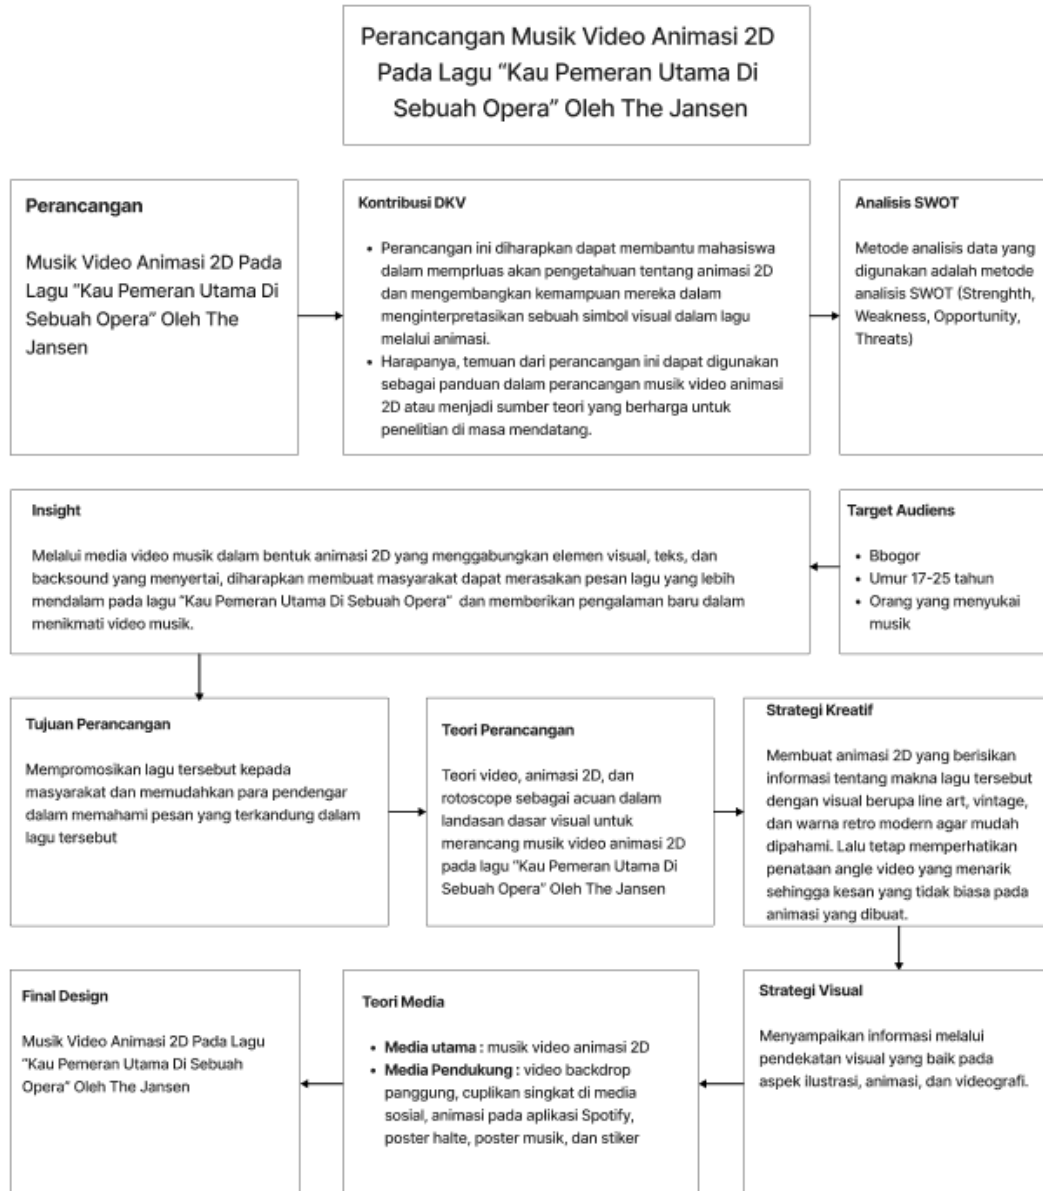 Perancangan Musik Video Animasi 2D
Pada Lagu “Kau Pemeran Utama Di
Sebuah Opera” Oleh The Jansen
Perancangan
Musik Video Animasi 2D Pada
Lagu “Kau Pemeran Utama Di
Sebuah Opera” Oleh The
Jansen
Kontribusi DKV
• Perancangan ini diharapkan dapat membantu mahasiswa
dalam memprluas akan pengetahuan tentang animasi 2D
dan mengembangkan kemampuan mereka dalam
menginterpretasikan sebuah simbol visual dalam lagu
melalui animasi.
• Harapanya, temuan dari perancangan ini dapat digunakan
sebagai panduan dalam perancangan musik video animasi
2D atau menjadi sumber teori yang berharga untuk
penelitian di masa mendatang.
Analisis SWOT
Metode analisis data yang
digunakan adalah metode
analisis SWOT (Strenghth,
Weakness, Opportunity,
Threats)
Target Audiens
• Bbogor
• Umur 17-25 tahun
• Orang yang menyukai
musik
Insight
Melalui media video musik dalam bentuk animasi 2D yang menggabungkan elemen visual, teks, dan
backsound yang menyertai, diharapkan membuat masyarakat dapat merasakan pesan lagu yang lebih
mendalam pada lagu “Kau Pemeran Utama Di Sebuah Opera” dan memberikan pengalaman baru dalam
menikmati video musik.
Tujuan Perancangan
Mempromosikan lagu tersebut kepada
masyarakat dan memudahkan para pendengar
dalam memahami pesan yang terkandung dalam
lagu tersebut
Teori Perancangan
Teori video, animasi 2D, dan
rotoscope sebagai acuan dalam
landasan dasar visual untuk
merancang musik video animasi 2D
pada lagu “Kau Pemeran Utama Di
Sebuah Opera” Oleh The Jansen
Strategi Kreatif
Membuat animasi 2D yang berisikan
informasi tentang makna lagu tersebut
dengan visual berupa line art, vintage,
dan warna retro modern agar mudah
dipahami. Lalu tetap memperhatikan
penataan angle video yang menarik
sehingga kesan yang tidak biasa pada
animasi yang dibuat.
Strategi Visual
Menyampaikan informasi melalui
pendekatan visual yang baik pada
aspek ilustrasi, animasi, dan videografi.
Teori Media
• Media utama : musik video animasi 2D
• Media Pendukung : video backdrop
panggung, cuplikan singkat di media
sosial, animasi pada aplikasi Spotify,
poster halte, poster musik, dan stiker
Final Design
Musik Video Animasi 2D Pada Lagu
“Kau Pemeran Utama Di Sebuah
Opera” Oleh The Jansen